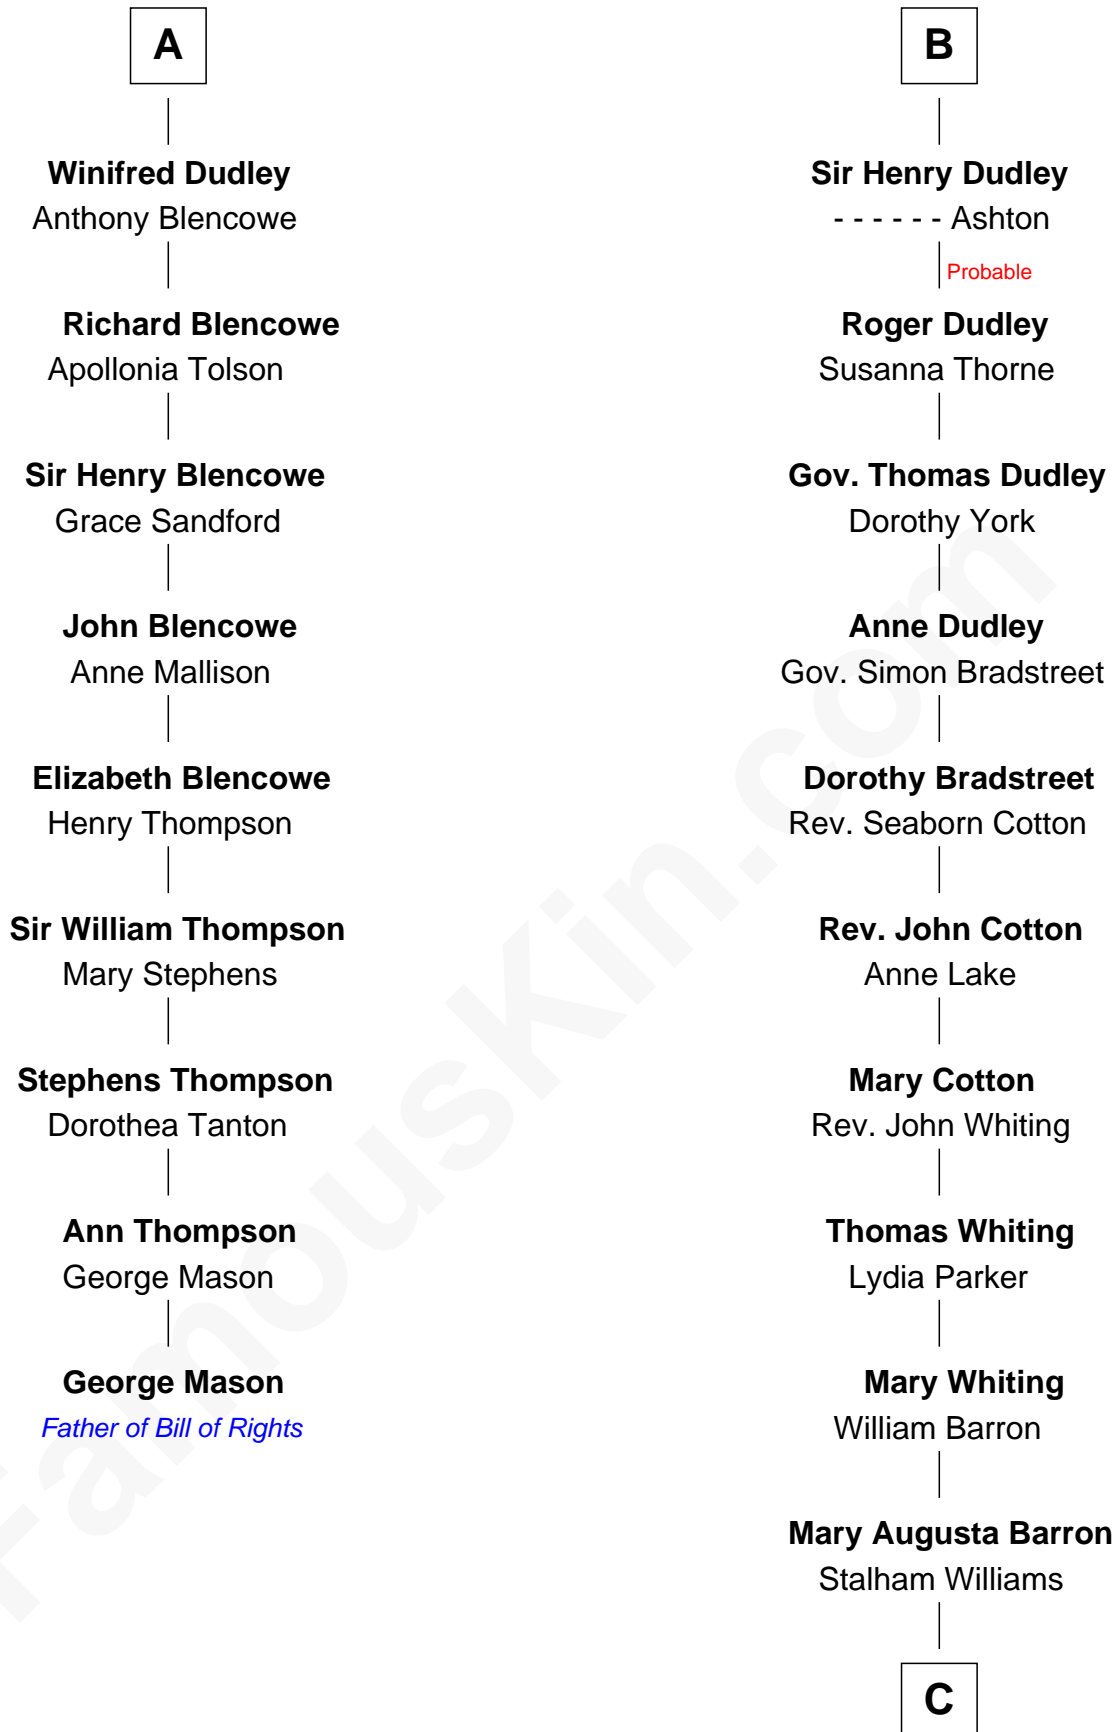 A
Winifred Dudley
Anthony Blencowe
Richard Blencowe
Apollonia Tolson
Sir Henry Blencowe
Grace Sandford
John Blencowe
Anne Mallison
Elizabeth Blencowe
Henry Thompson
Sir William Thompson
Mary Stephens
Stephens Thompson
Dorothea Tanton
Ann Thompson
George Mason
George Mason
Father of Bill of Rights
B
Sir Henry Dudley
- - - - - - Ashton
Probable
Roger Dudley
Susanna Thorne
Gov. Thomas Dudley
Dorothy York
Anne Dudley
Gov. Simon Bradstreet
Dorothy Bradstreet
Rev. Seaborn Cotton
Rev. John Cotton
Anne Lake
Mary Cotton
Rev. John Whiting
Thomas Whiting
Lydia Parker
Mary Whiting
William Barron
Mary Augusta Barron
Stalham Williams
C
FamousKin.com